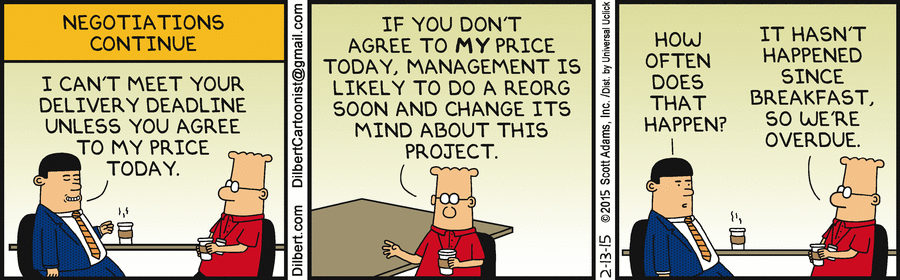 NEGOTIATIONS
CONTINUE
I CAN'T MEET YOUR
DELIVERY DEADLINE
UNLESS YOU AGREE
TO MY PRICE
TODAY.
Dilbert.com DilbertCartoonist@gmail.com
IF YOU DON'T
AGREE TO MY PRICE
TODAY, MANAGEMENT IS
LIKELY TO DO A REORG
SOON AND CHANGE ITS
MIND ABOUT THIS
PROJECT.
2-13-15 ©2015 Scott Adams, Inc. /Dist. by Universal Uclick
HOW
OFTEN
DOES
THAT
HAPPEN?
IT HASN'T
HAPPENED
SINCE
BREAKFAST,
SO WE'RE
OVERDUE.